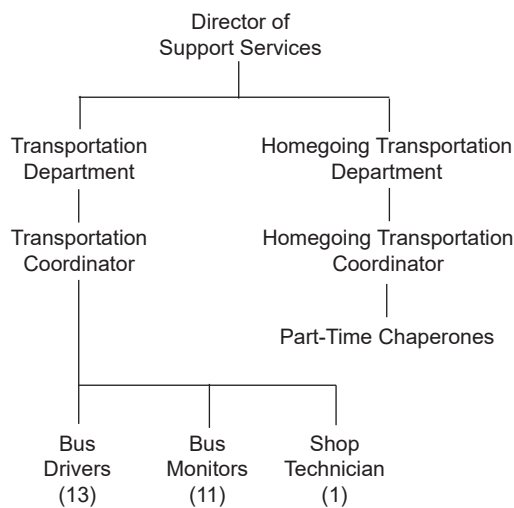 Director of
Support Services
Transportation
Department
Homegoing Transportation
Department
Transportation
Coordinator
Homegoing Transportation
Coordinator
Part-Time Chaperones
Bus
Drivers
(13)
Bus
Monitors
(11)
Shop
Technician
(1)